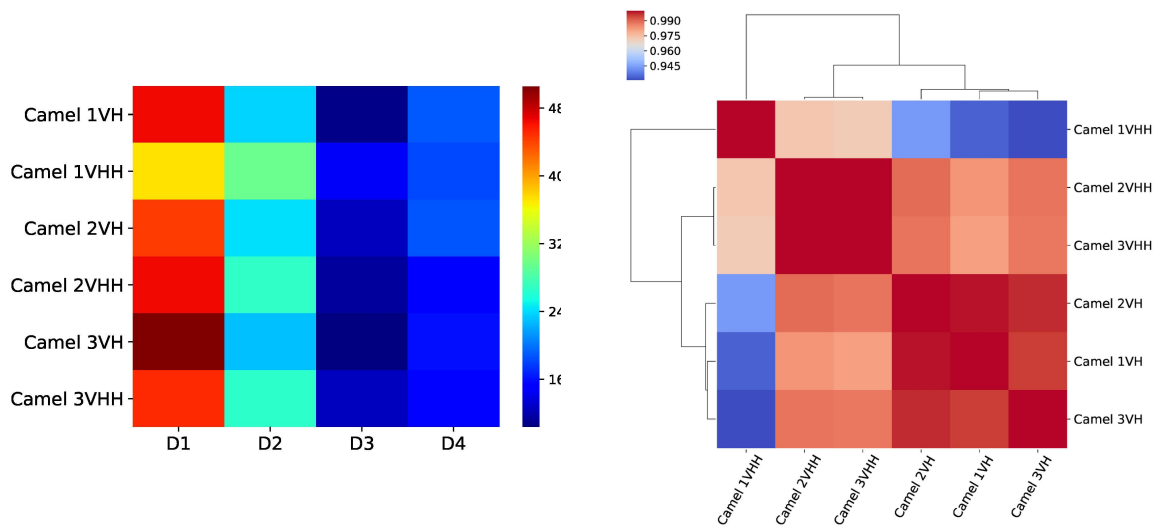 Camel 1VH
Camel 1VHH
Camel 2VH
Camel 2VHH
Camel 3VH
Camel 3VHH
D1
D2
D3
D4
48
40
32
24
16
0.990
0.975
0.960
0.945
Camel 1VHH
Camel 2VHH
Camel 3VHH
Camel 2VH
Camel 1VH
Camel 3VH
Camel 1VHH
Camel 2VHH
Camel 3VHH
Camel 2VH
Camel 1VH
Camel 3VH